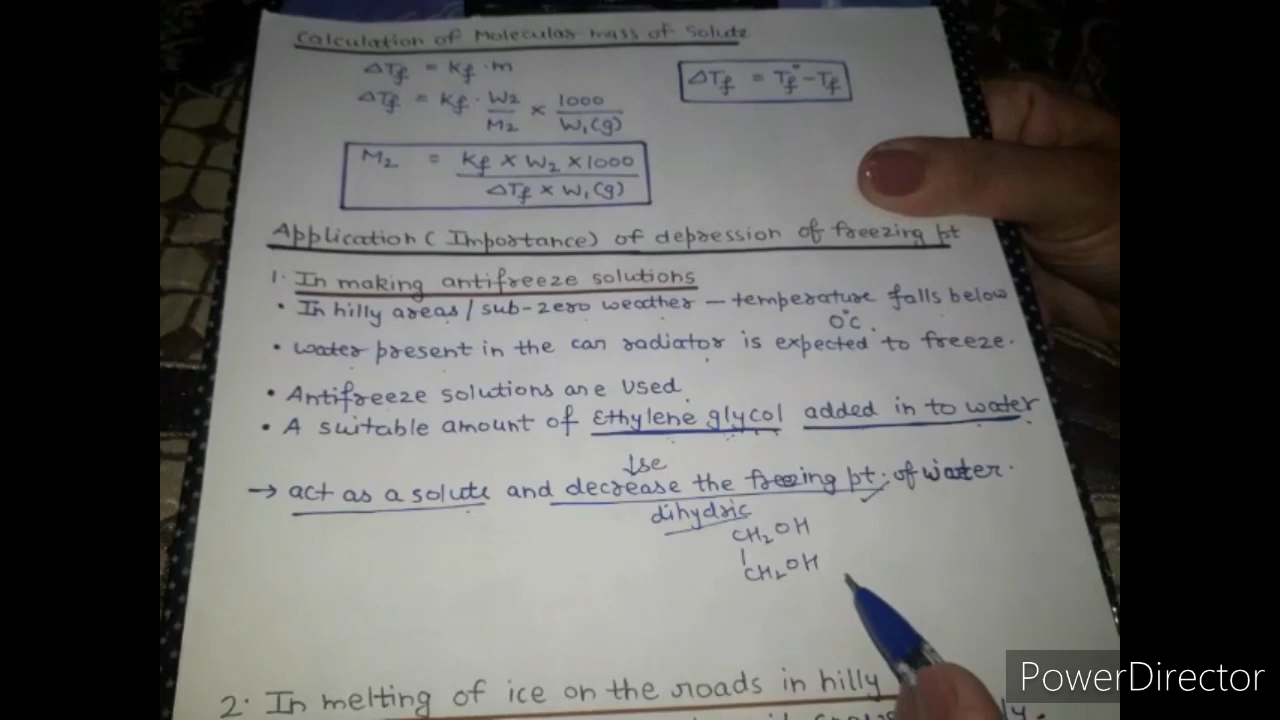 Calculation of Molecular mass of Solute
ΔTf = Kf · m
ΔTf = T°f - Tf
ΔTf = Kf · W2/M2 × 1000/W1(g)
M2 = Kf × W2 × 1000 / ΔTf × W1(g)
Application (Importance) of depression of freezing pt
1. In making antifreeze solutions
• In hilly areas / sub-zero weather — temperature falls below
0°c.
• water present in the car radiator is expected to freeze.
• Antifreeze solutions are used.
• A suitable amount of Ethylene glycol added in to water
↓se
→ act as a solute and decrease the freezing pt. of water.
dihydric
CH2OH
|
CH2OH
2. In melting of ice on the roads in hilly
ly.
PowerDirector